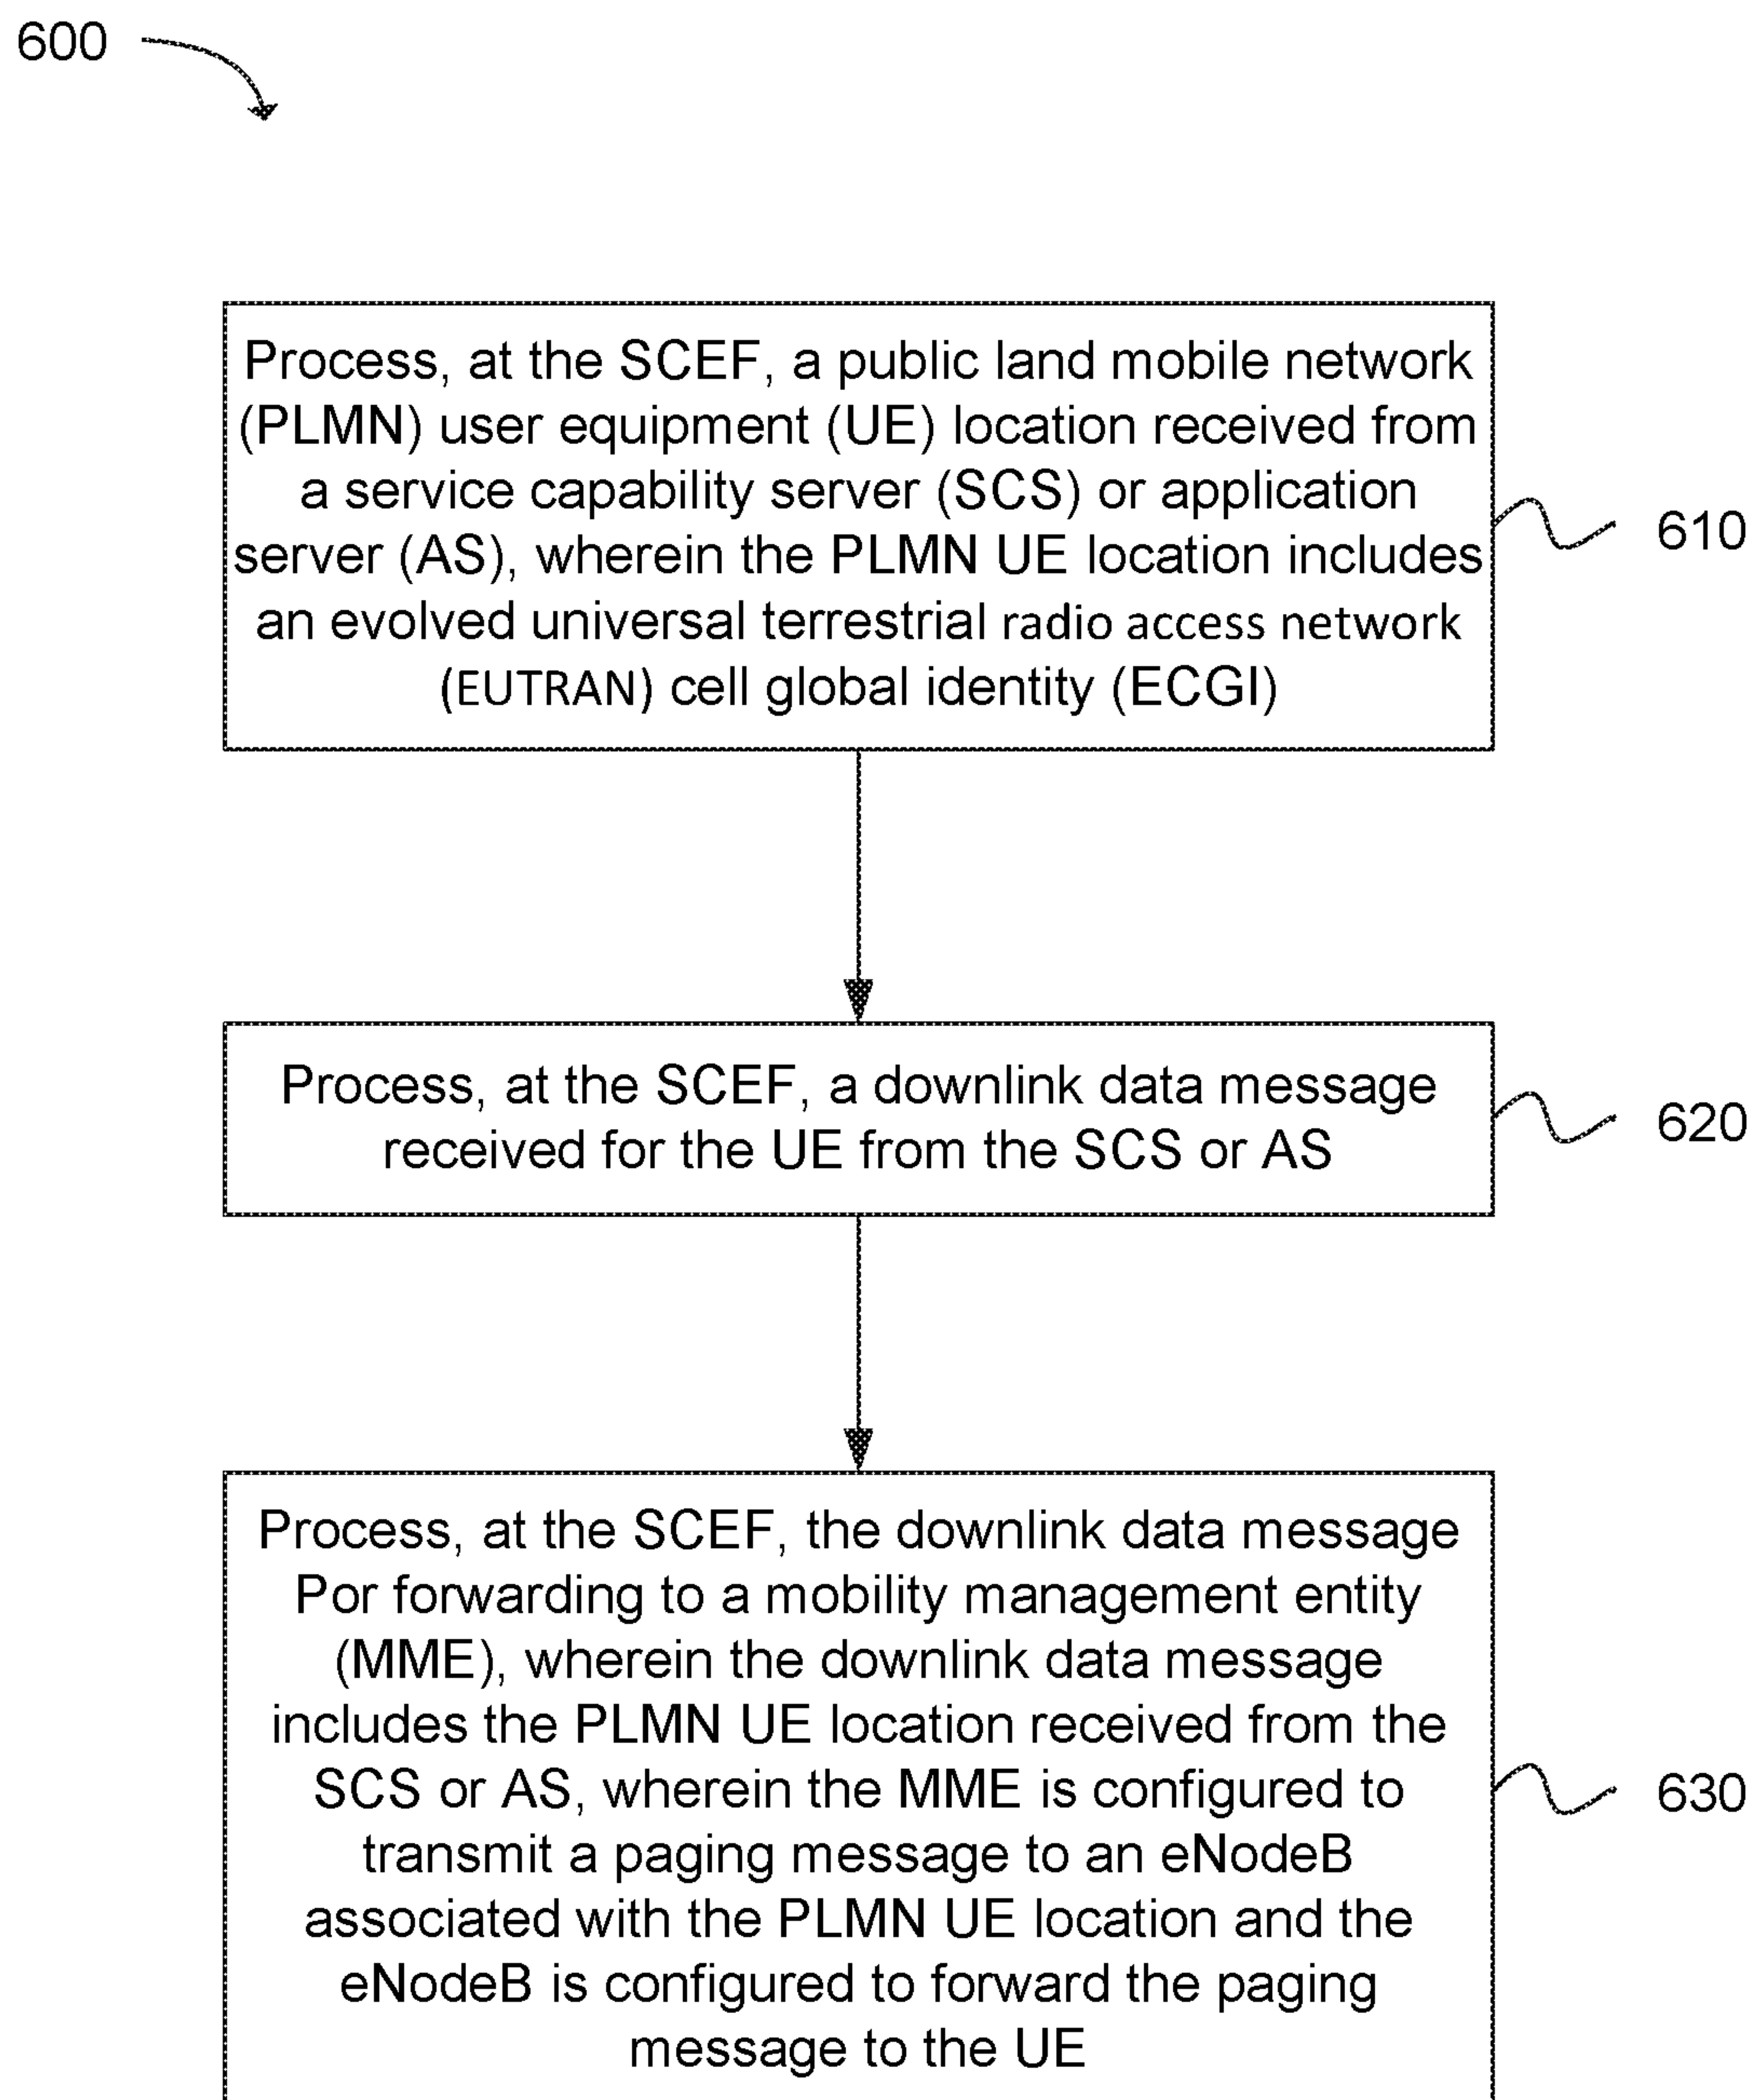 600
Process, at the SCEF, a public land mobile network
(PLMN) user equipment (UE) location received from
a service capability server (SCS) or application
server (AS), wherein the PLMN UE location includes
an evolved universal terrestrial radio access network
(EUTRAN) cell global identity (ECGI)
610
Process, at the SCEF, a downlink data message
received for the UE from the SCS or AS
620
Process, at the SCEF, the downlink data message
Por forwarding to a mobility management entity
(MME), wherein the downlink data message
includes the PLMN UE location received from the
SCS or AS, wherein the MME is configured to
transmit a paging message to an eNodeB
associated with the PLMN UE location and the
eNodeB is configured to forward the paging
message to the UE
630